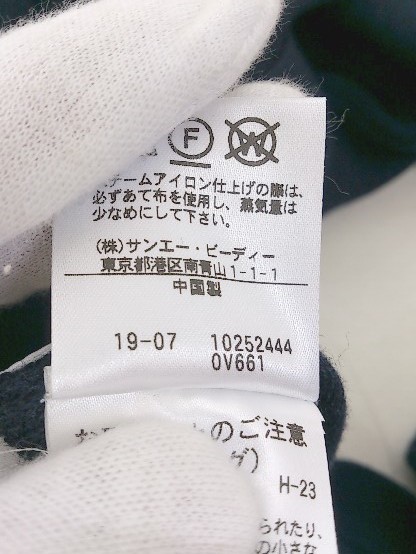 F
W
スチームアイロン仕上げの際は、
必ずあて布を使用し、蒸気量は
少なめにして下さい。
(株)サンエー・ビーディー
東京都港区南青山1-1-1
中国製
19-07 10252444
0V661
のご注意
H-23
られたり、
の小さな